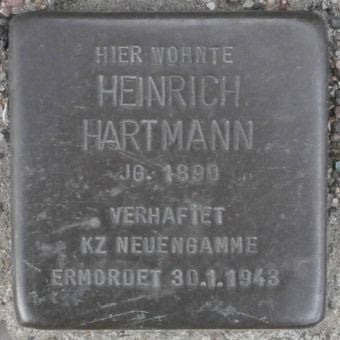 HIER WOHNTE
HEINRICH
HARTMANN
JG. 1890
VERHAFTET
KZ NEUENGAMME
ERMORDET 30.1.1943